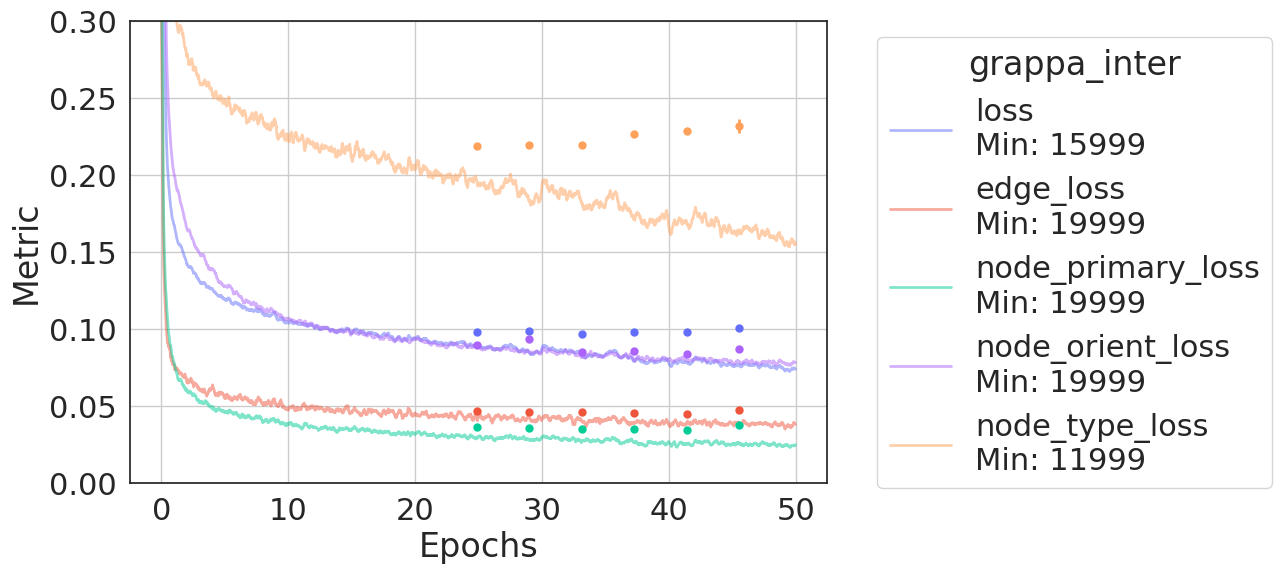 0.30
0.25
0.20
0.15
0.10
0.05
0.00
Metric
0 10 20 30 40 50
Epochs
grappa_inter
loss
Min: 15999
edge_loss
Min: 19999
node_primary_loss
Min: 19999
node_orient_loss
Min: 19999
node_type_loss
Min: 11999